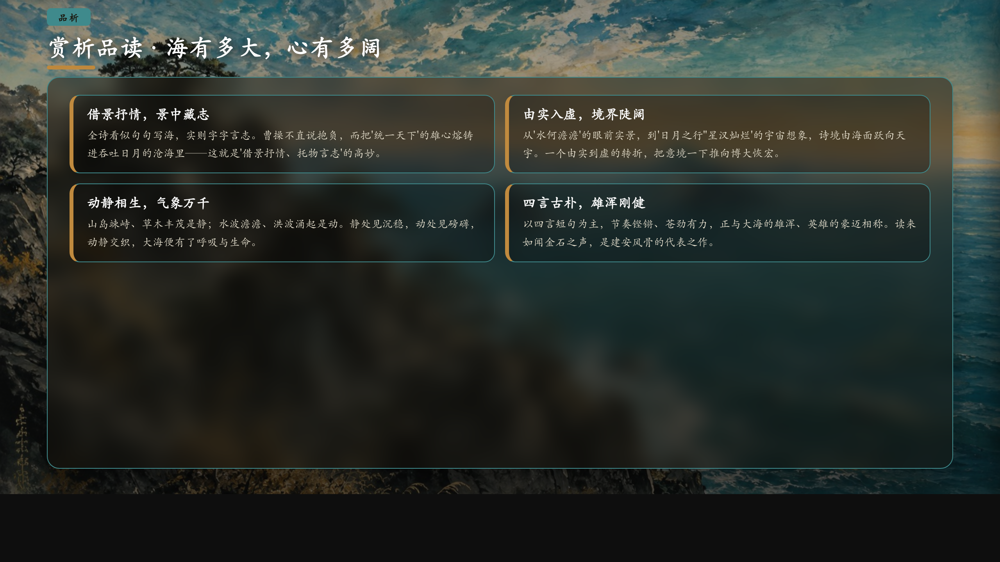 品析
赏析品读·海有多大，心有多阔
借景抒情，景中藏志
全诗看似句句写海，实则字字言志。曹操不直说抱负，而把'统一天下'的雄心熔铸
进吞吐日月的沧海里——这就是'借景抒情、托物言志'的高妙。
由实入虚，境界陡阔
从'水何澹澹'的眼前实景，到'日月之行''星汉灿烂'的宇宙想象，诗境由海面跃向天
宇。一个由实到虚的转折，把意境一下推向博大恢宏。
动静相生，气象万千
山岛竦峙、草木丰茂是静；水波澹澹、洪波涌起是动。静处见沉稳，动处见磅礴，
动静交织，大海便有了呼吸与生命。
四言古朴，雄浑刚健
以四言短句为主，节奏铿锵、苍劲有力，正与大海的雄浑、英雄的豪迈相称。读来
如闻金石之声，是建安风骨的代表之作。